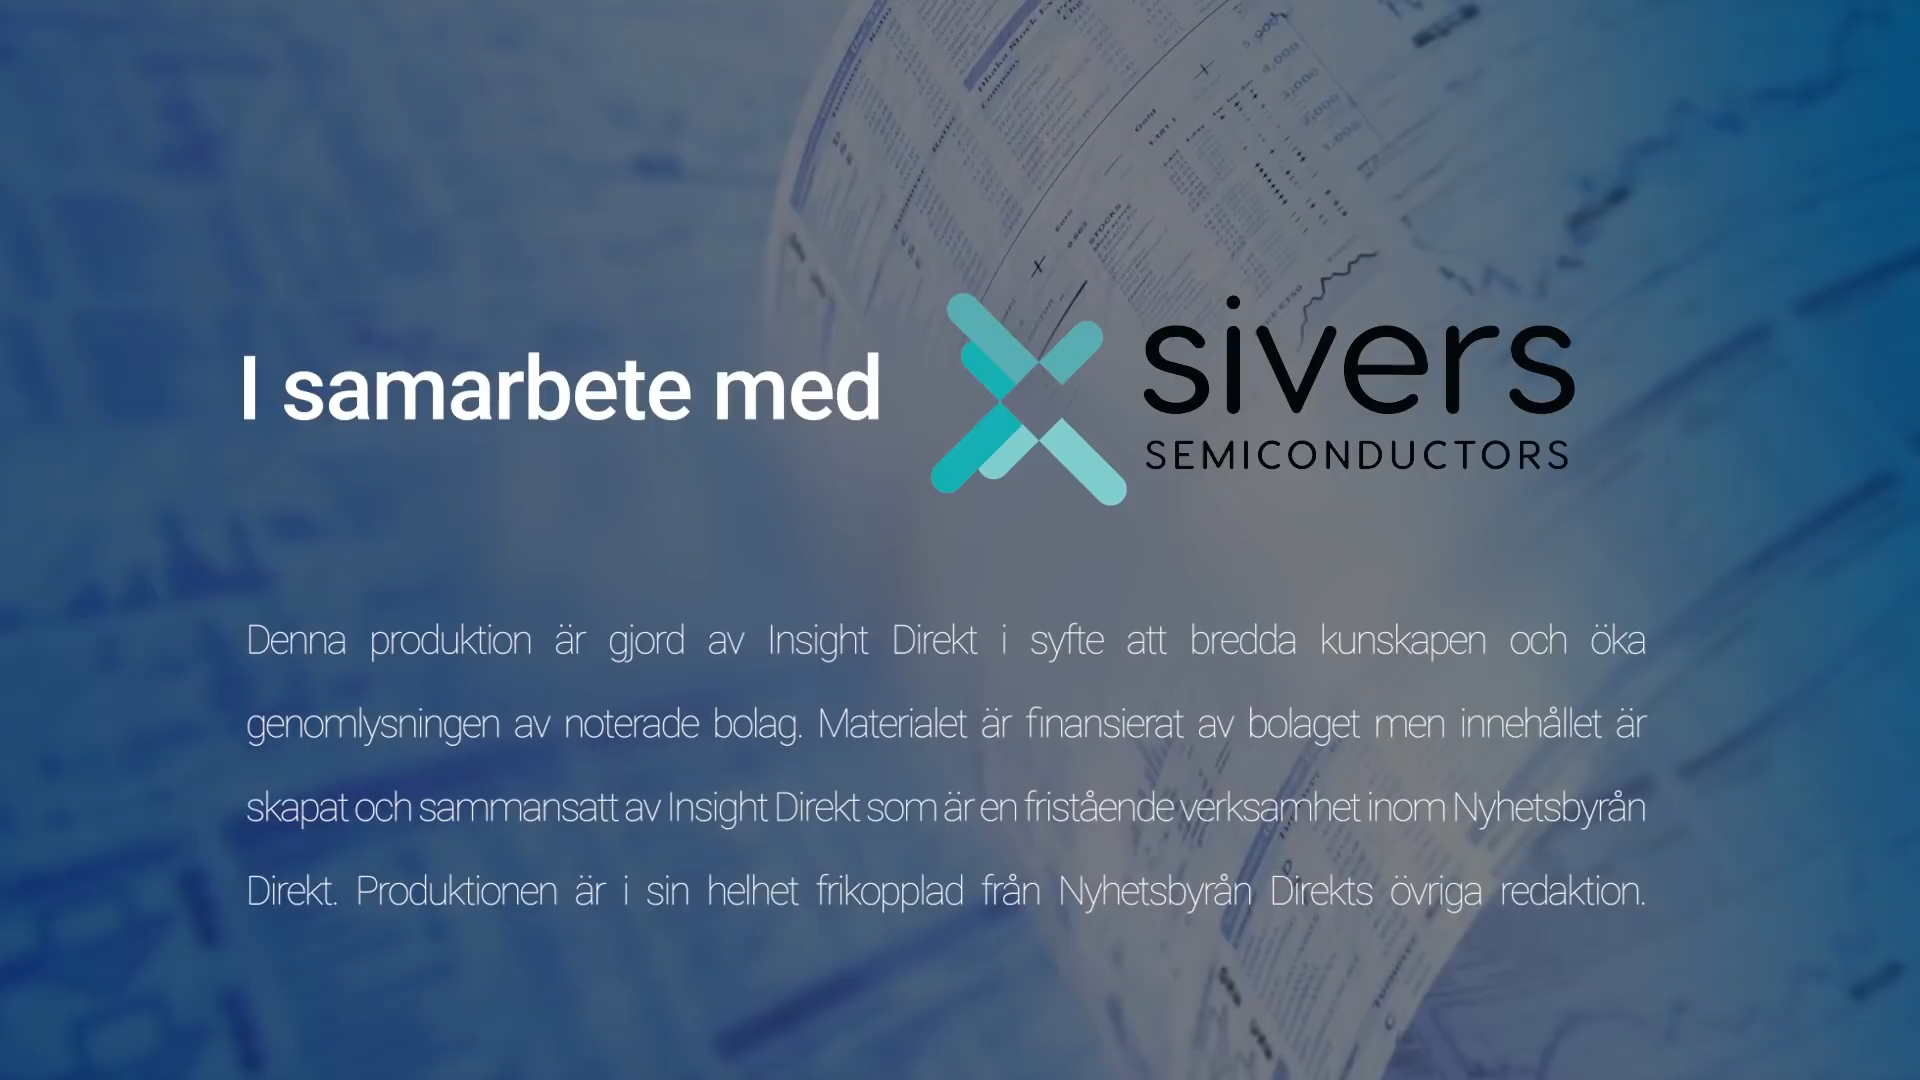 I samarbete med
sivers
SEMICONDUCTORS
Denna produktion är gjord av Insight Direkt i syfte att bredda kunskapen och öka
genomlysningen av noterade bolag. Materialet är finansierat av bolaget men innehållet är
skapat och sammansatt av Insight Direkt som är en fristående verksamhet inom Nyhetsbyrån
Direkt. Produktionen är i sin helhet frikopplad från Nyhetsbyrån Direkts övriga redaktion.